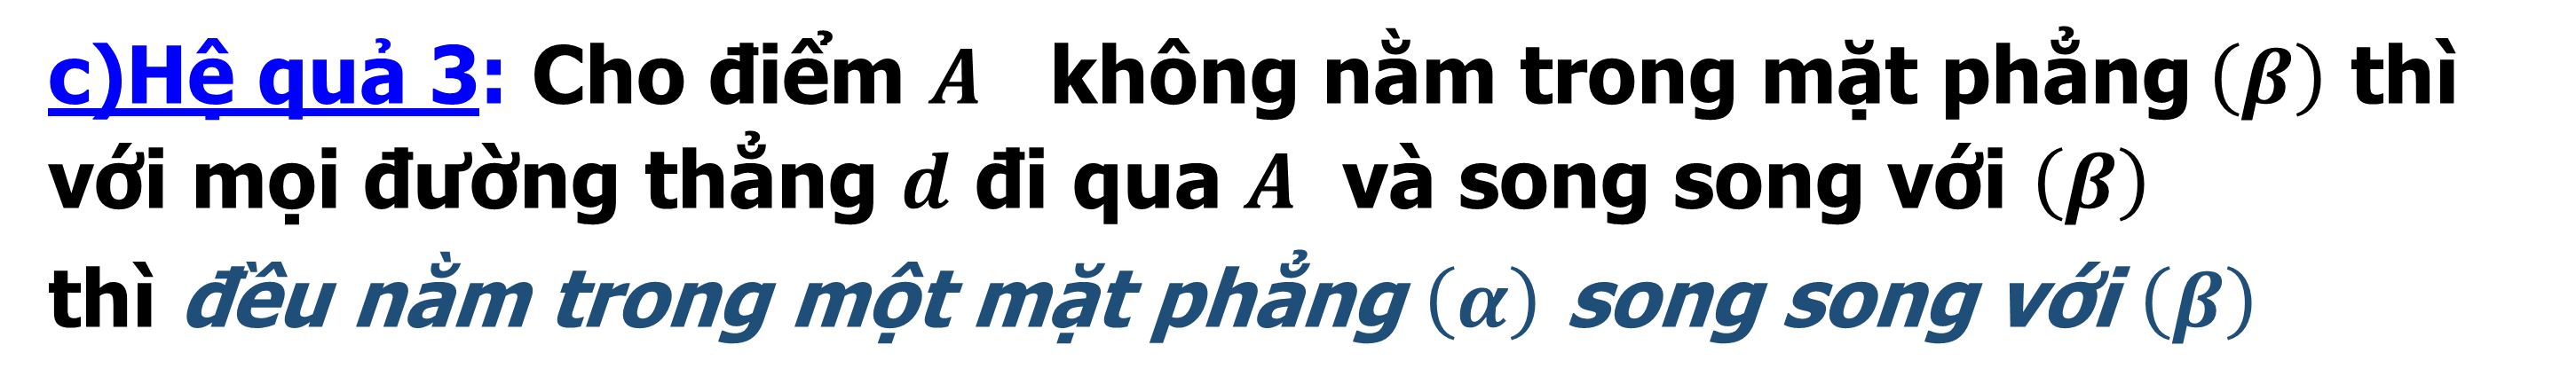 c)Hệ quả 3: Cho điểm A không nằm trong mặt phẳng (β) thì
với mọi đường thẳng d đi qua A và song song với (β)
thì đều nằm trong một mặt phẳng (α) song song với (β)